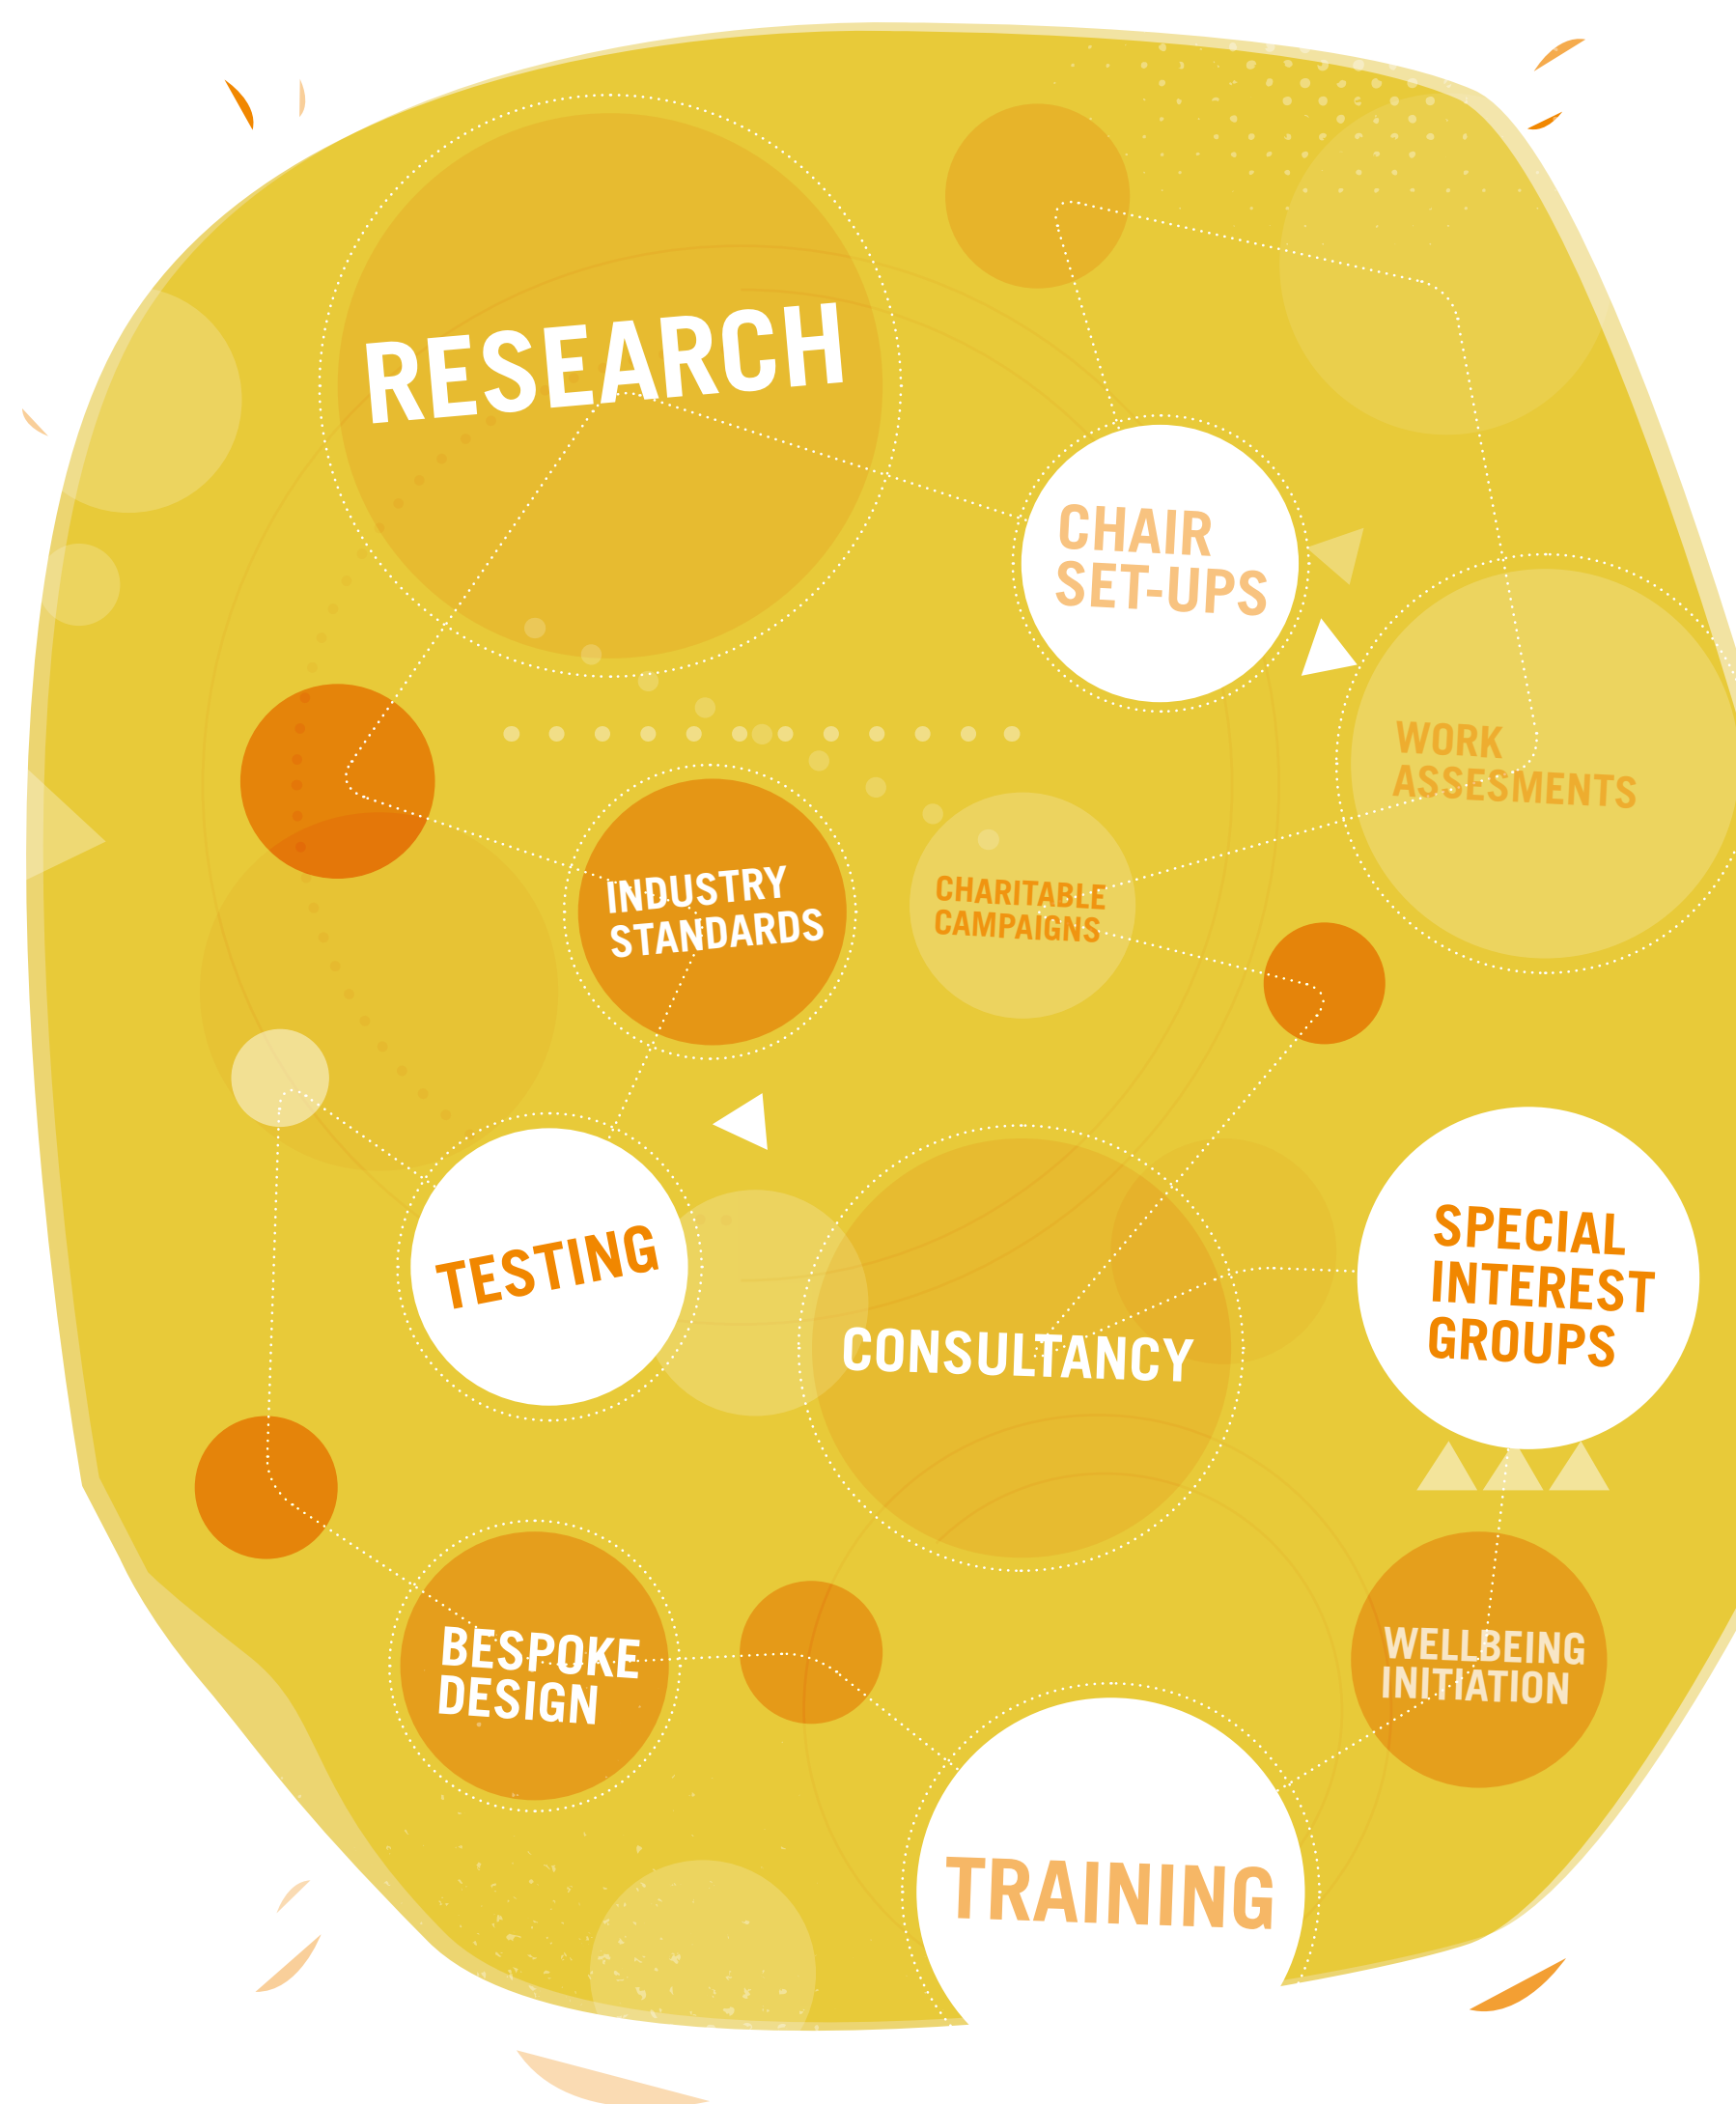 RESEARCH
CHAIR
SET-UPS
WORK
ASSESMENTS
INDUSTRY
STANDARDS
CHARITABLE
CAMPAIGNS
TESTING
CONSULTANCY
SPECIAL
INTEREST
GROUPS
BESPOKE
DESIGN
WELLBEING
INITIATION
TRAINING